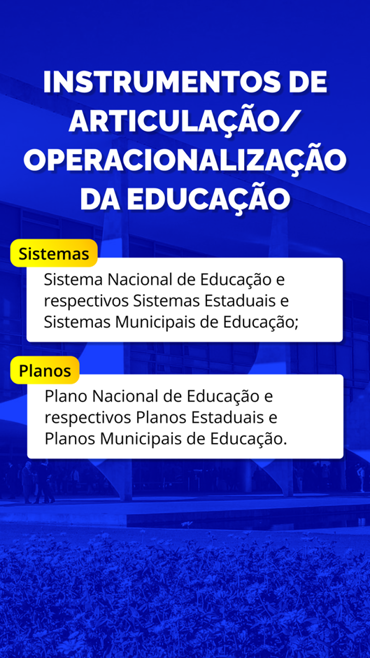 INSTRUMENTOS DE
ARTICULAÇÃO/
OPERACIONALIZAÇÃO
DA EDUCAÇÃO
Sistemas
Sistema Nacional de Educação e
respectivos Sistemas Estaduais e
Sistemas Municipais de Educação;
Planos
Plano Nacional de Educação e
respectivos Planos Estaduais e
Planos Municipais de Educação.